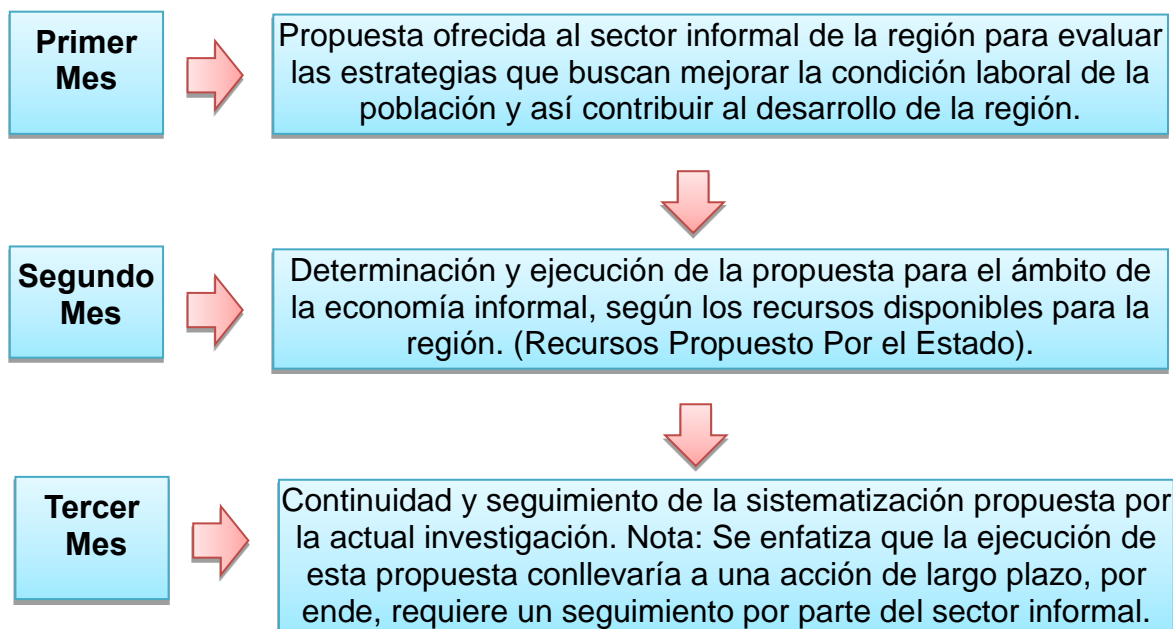 Primer
Mes
Propuesta ofrecida al sector informal de la región para evaluar
las estrategias que buscan mejorar la condición laboral de la
población y así contribuir al desarrollo de la región.
Segundo
Mes
Determinación y ejecución de la propuesta para el ámbito de
la economía informal, según los recursos disponibles para la
región. (Recursos Propuesto Por el Estado).
Tercer
Mes
Continuidad y seguimiento de la sistematización propuesta por
la actual investigación. Nota: Se enfatiza que la ejecución de
esta propuesta conllevaría a una acción de largo plazo, por
ende, requiere un seguimiento por parte del sector informal.